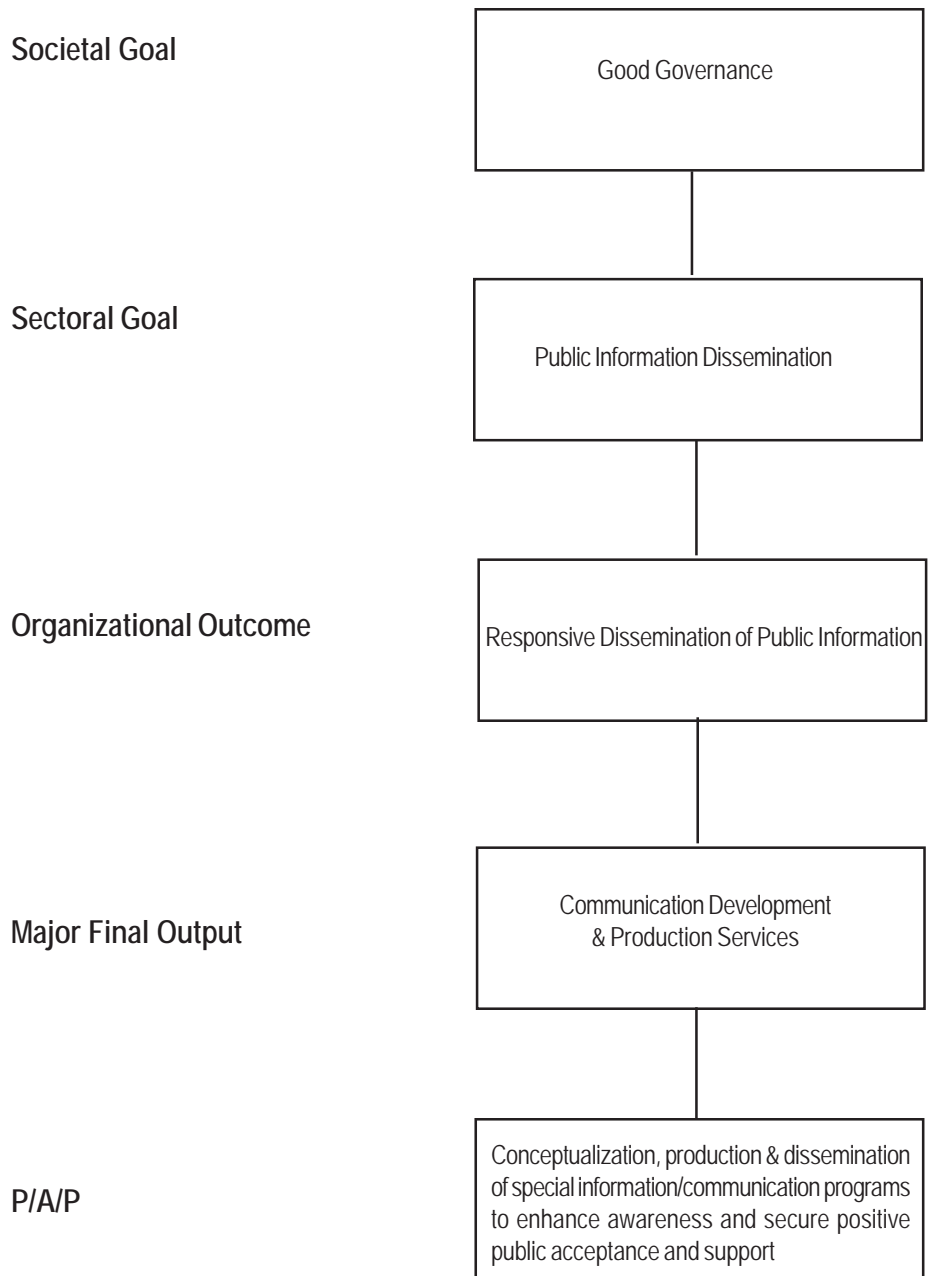 Societal Goal
Good Governance
Sectoral Goal
Public Information Dissemination
Organizational Outcome
Responsive Dissemination of Public Information
Major Final Output
Communication Development
& Production Services
P/A/P
Conceptualization, production & dissemination
of special information/communication programs
to enhance awareness and secure positive
public acceptance and support